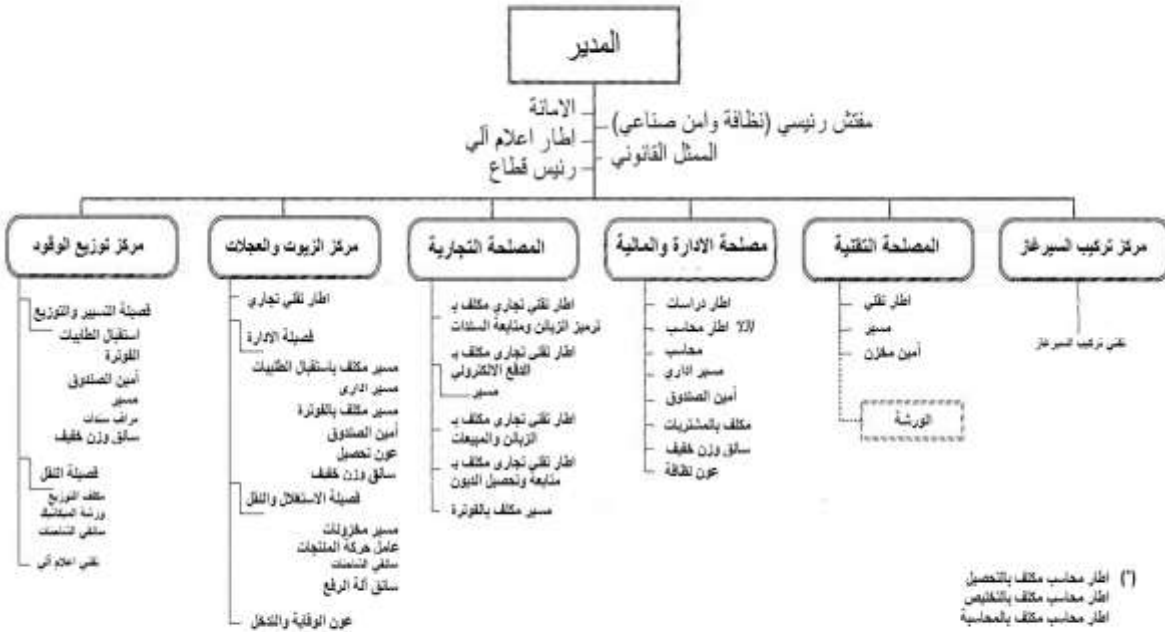 المدير
الامانة
مفتش رئيسي (نظافة وامن صناعي)
اطار اعلام آلي
الممثل القانوني
رئيس قطاع
مركز تركيب السيرغاز
تقني تركيب السيرغاز
المصلحة التقنية
اطار تقني
مسير
أمين مخزن
الورشة
مصلحة الادارة والمالية
اطار دراسات
اطار محاسب
محاسب
مسير اداري
أمين الصندوق
مكلف بالمشتريات
سائق وزن خفيف
عون نظافة
المصلحة التجارية
اطار تقني تجاري مكلف بـ
ترميز الزبائن ومتابعة السندات
اطار تقني تجاري مكلف بـ
الدفع الالكتروني
مسير
اطار تقني تجاري مكلف بـ
الزبائن والمبيعات
اطار تقني تجاري مكلف بـ
متابعة وتحصيل الديون
مسير مكلف بالفوترة
مركز الزيوت والعجلات
اطار تقني تجاري
فصيلة الادارة
مسير مكلف باستقبال الطلبيات
مسير اداري
مسير مكلف بالفوترة
أمين الصندوق
عون تحصيل
سائق وزن خفيف
فصيلة الاستغلال والنقل
مسير مخزونات
عامل حركة المنتجات
سائقي الشاحنات
سائق آلة الرفع
عون الوقاية والتدخل
مركز توزيع الوقود
فصيلة التسيير والتوزيع
استقبال الطلبيات
الفوترة
أمين الصندوق
مسير
مراقب سندات
سائق وزن خفيف
فصيلة النقل
مكلف التوزيع
ورشة الميكانيك
سائقي الشاحنات
تقني اعلام آلي
(*) اطار محاسب مكلف بالتحصيل
اطار محاسب مكلف بالتخليص
اطار محاسب مكلف بالمحاسبة